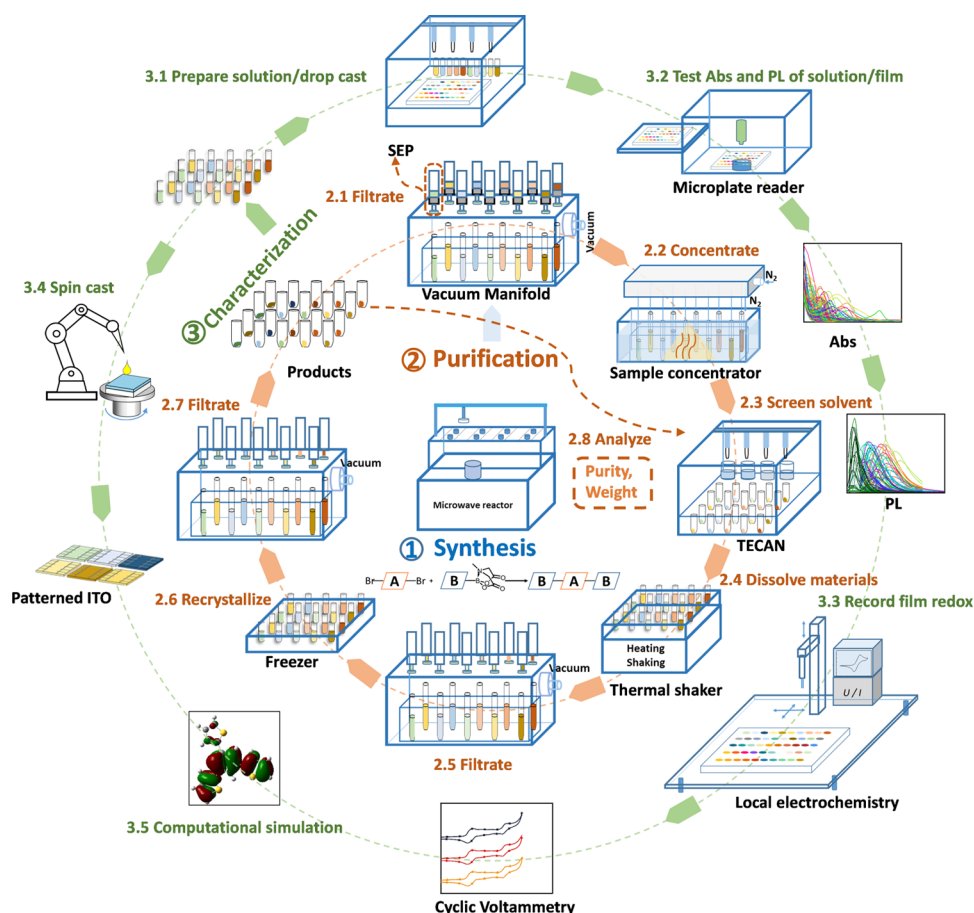 3.1 Prepare solution/drop cast
3.2 Test Abs and PL of solution/film
SEP
2.1 Filtrate
Microplate reader
Vacuum
2.2 Concentrate
N2
N2
Vacuum Manifold
③Characterization
3.4 Spin cast
Products
② Purification
Sample concentrator
Abs
2.7 Filtrate
2.3 Screen solvent
Vacuum
2.8 Analyze
Purity,
Weight
Microwave reactor
PL
TECAN
① Synthesis
Br A Br + B B B A B
2.4 Dissolve materials
Patterned ITO
2.6 Recrystallize
3.3 Record film redox
Freezer
Heating
Shaking
Vacuum
Thermal shaker
U/I
2.5 Filtrate
Local electrochemistry
3.5 Computational simulation
Cyclic Voltammetry